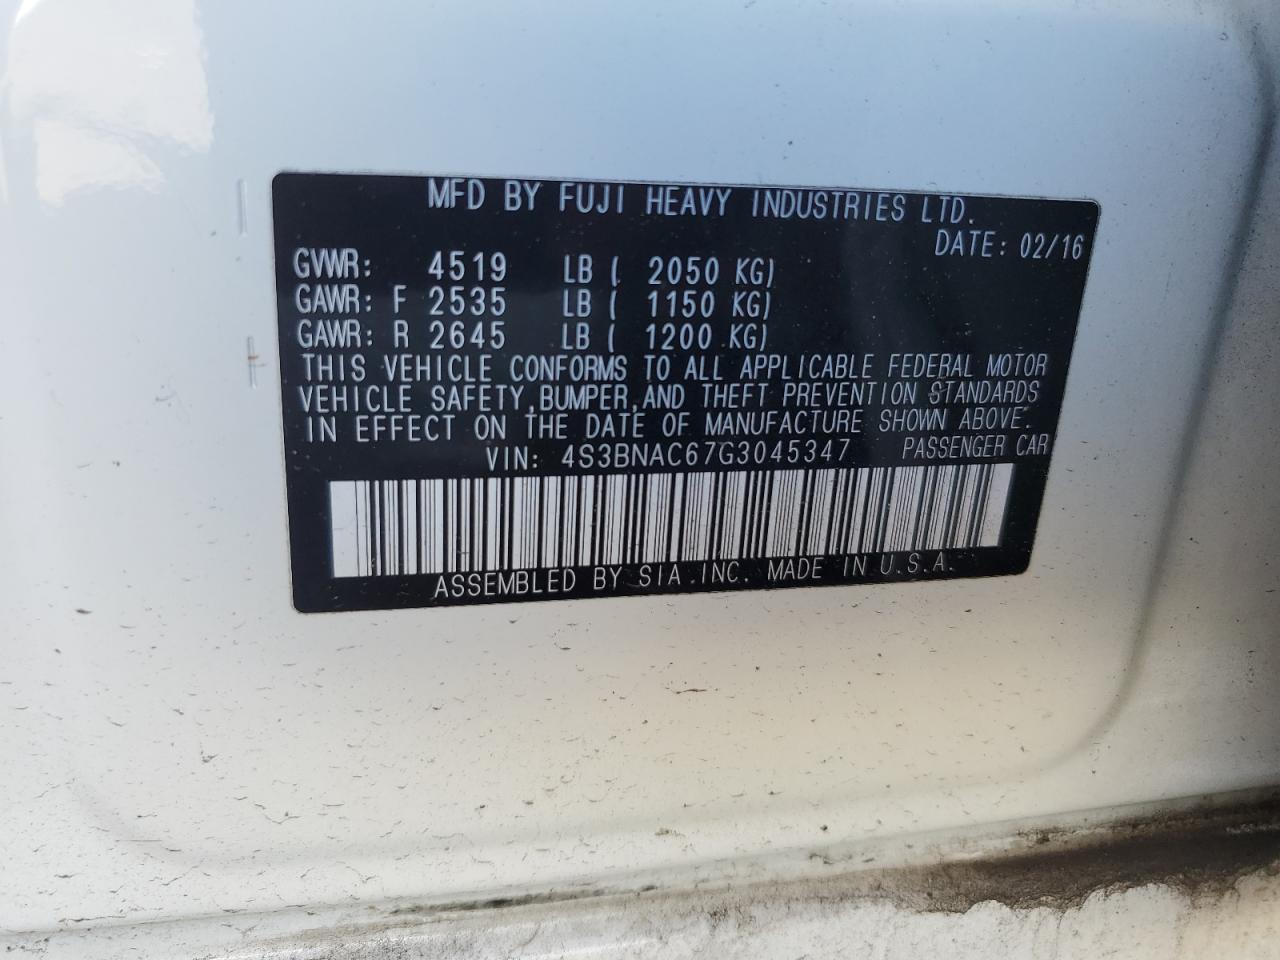 MFD BY FUJI HEAVY INDUSTRIES LTD.
DATE: 02/16
GVWR: 4519 LB ( 2050 KG)
GAWR: F 2535 LB ( 1150 KG)
GAWR: R 2645 LB ( 1200 KG)
THIS VEHICLE CONFORMS TO ALL APPLICABLE FEDERAL MOTOR
VEHICLE SAFETY,BUMPER,AND THEFT PREVENTION STANDARDS
IN EFFECT ON THE DATE OF MANUFACTURE SHOWN ABOVE.
VIN: 4S3BNAC67G3045347 PASSENGER CAR
ASSEMBLED BY SIA.INC. MADE IN U.S.A.